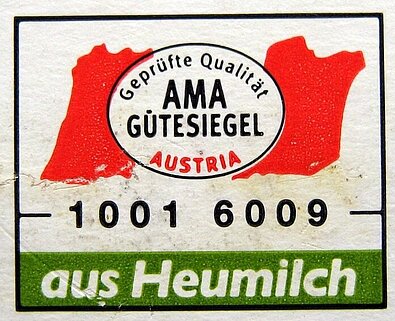 Geprüfte Qualität
AMA
GÜTESIEGEL
AUSTRIA
1001 6009
aus Heumilch